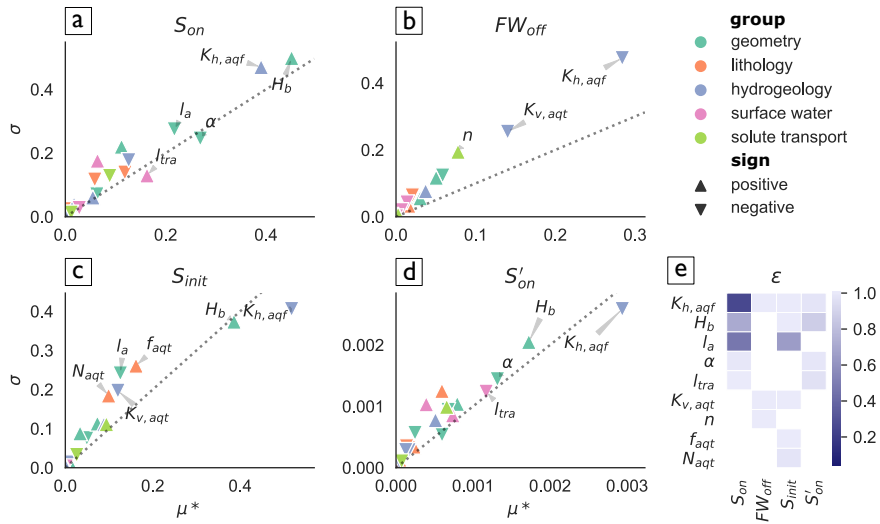 a
S_on
σ
0.4
0.2
0.0
0.0
0.2
0.4
K_h,aqf
H_b
I_a
α
I_tra
b
FW_off
0.4
0.2
0.0
0.0
0.1
0.2
0.3
K_h,aqf
K_v,aqt
n
group
geometry
lithology
hydrogeology
surface water
solute transport
sign
positive
negative
c
S_init
σ
0.4
0.3
0.2
0.1
0.0
0.0
0.2
0.4
μ*
H_b
K_h,aqf
I_a
f_aqt
N_aqt
K_v,aqt
d
S'_on
0.002
0.001
0.000
0.000
0.001
0.002
0.003
μ*
H_b
K_h,aqf
α
I_tra
e
ε
K_h,aqf
H_b
I_a
α
I_tra
K_v,aqt
n
f_aqt
N_aqt
S_on
FW_off
S_init
S'_on
1.0
0.8
0.6
0.4
0.2